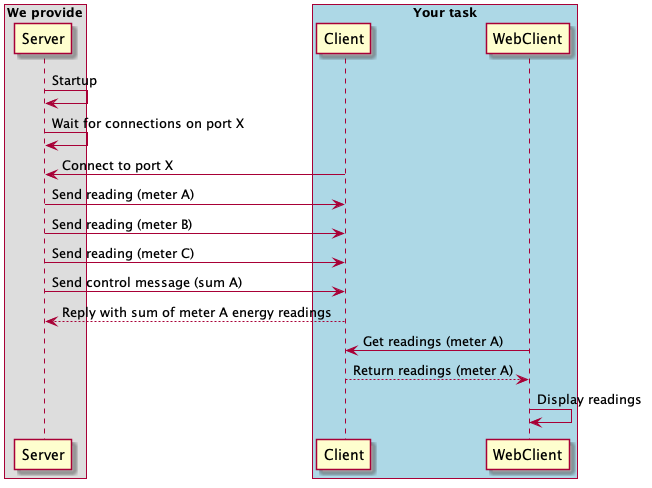 We provide
Your task
Server
Client
WebClient
Startup
Wait for connections on port X
Connect to port X
Send reading (meter A)
Send reading (meter B)
Send reading (meter C)
Send control message (sum A)
Reply with sum of meter A energy readings
Get readings (meter A)
Return readings (meter A)
Display readings
Server
Client
WebClient